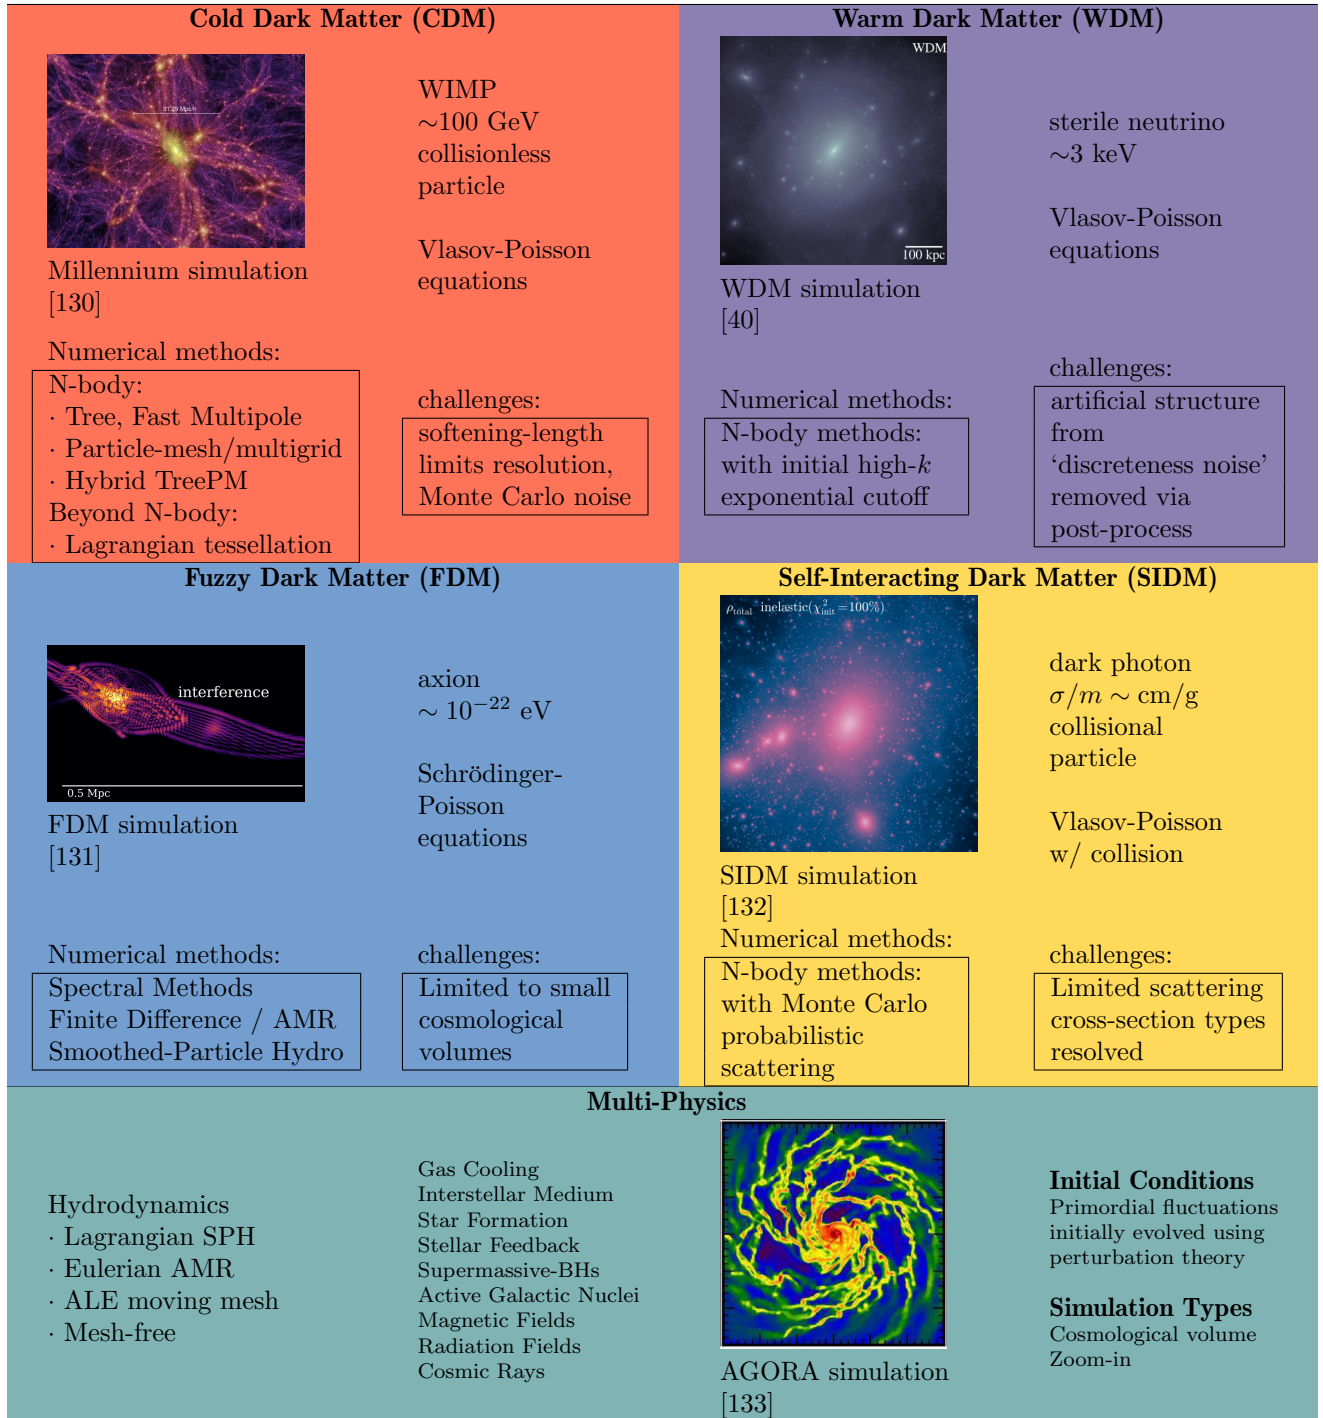 Cold Dark Matter (CDM)
31.25 Mpc/h
Millennium simulation
[130]
WIMP
∼100 GeV
collisionless
particle
Vlasov-Poisson
equations
Numerical methods:
N-body:
· Tree, Fast Multipole
· Particle-mesh/multigrid
· Hybrid TreePM
Beyond N-body:
· Lagrangian tessellation
challenges:
softening-length
limits resolution,
Monte Carlo noise
Warm Dark Matter (WDM)
WDM
100 kpc
WDM simulation
[40]
sterile neutrino
∼3 keV
Vlasov-Poisson
equations
Numerical methods:
N-body methods:
with initial high-k
exponential cutoff
challenges:
artificial structure
from
‘discreteness noise’
removed via
post-process
Fuzzy Dark Matter (FDM)
interference
0.5 Mpc
FDM simulation
[131]
axion
∼ 10⁻²² eV
Schrödinger-
Poisson
equations
Numerical methods:
Spectral Methods
Finite Difference / AMR
Smoothed-Particle Hydro
challenges:
Limited to small
cosmological
volumes
Self-Interacting Dark Matter (SIDM)
ρtotal inelastic(χ²init=100%)
SIDM simulation
[132]
dark photon
σ/m ∼ cm/g
collisional
particle
Vlasov-Poisson
w/ collision
Numerical methods:
N-body methods:
with Monte Carlo
probabilistic
scattering
challenges:
Limited scattering
cross-section types
resolved
Multi-Physics
Hydrodynamics
· Lagrangian SPH
· Eulerian AMR
· ALE moving mesh
· Mesh-free
Gas Cooling
Interstellar Medium
Star Formation
Stellar Feedback
Supermassive-BHs
Active Galactic Nuclei
Magnetic Fields
Radiation Fields
Cosmic Rays
AGORA simulation
[133]
Initial Conditions
Primordial fluctuations
initially evolved using
perturbation theory
Simulation Types
Cosmological volume
Zoom-in